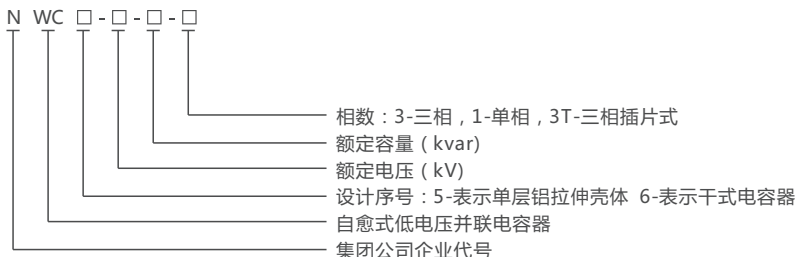 N WC □ - □ - □ - □
相数：3-三相，1-单相，3T-三相插片式
额定容量（kvar)
额定电压（kV)
设计序号：5-表示单层铝拉伸壳体 6-表示干式电容器
自愈式低电压并联电容器
集团公司企业代号